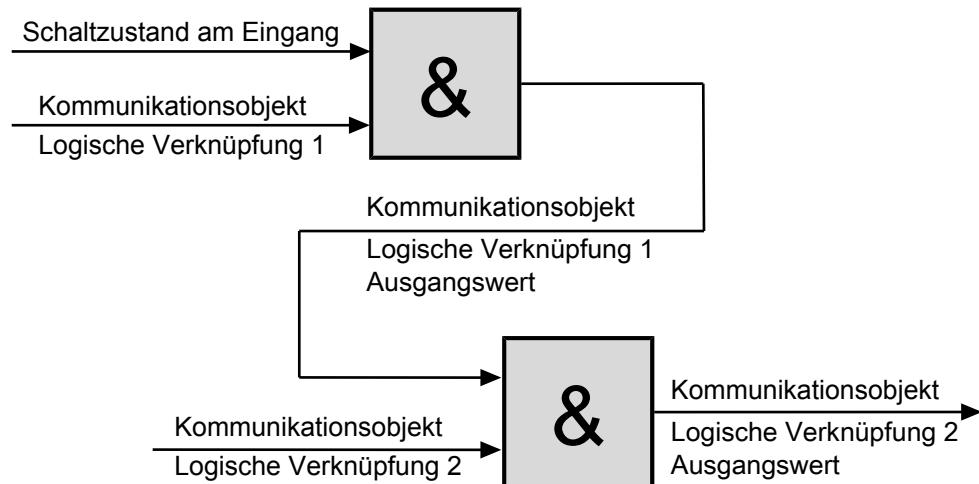 Schaltzustand am Eingang
&
Kommunikationsobjekt
Logische Verknüpfung 1
Kommunikationsobjekt
Logische Verknüpfung 1
Ausgangswert
&
Kommunikationsobjekt
Logische Verknüpfung 2
Kommunikationsobjekt
Logische Verknüpfung 2
Ausgangswert